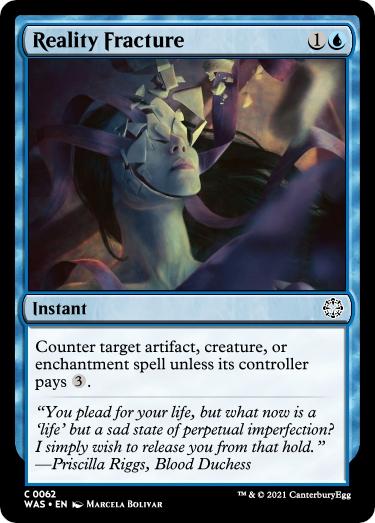 Reality Fracture 1
Instant
Counter target artifact, creature, or
enchantment spell unless its controller
pays 3.
“You plead for your life, but what now is a
‘life’ but a sad state of perpetual imperfection?
I simply wish to release you from that hold.”
—Priscilla Riggs, Blood Duchess
C 0062
WAS • EN Marcela Bolivar
™ & © 2021 CanterburyEgg